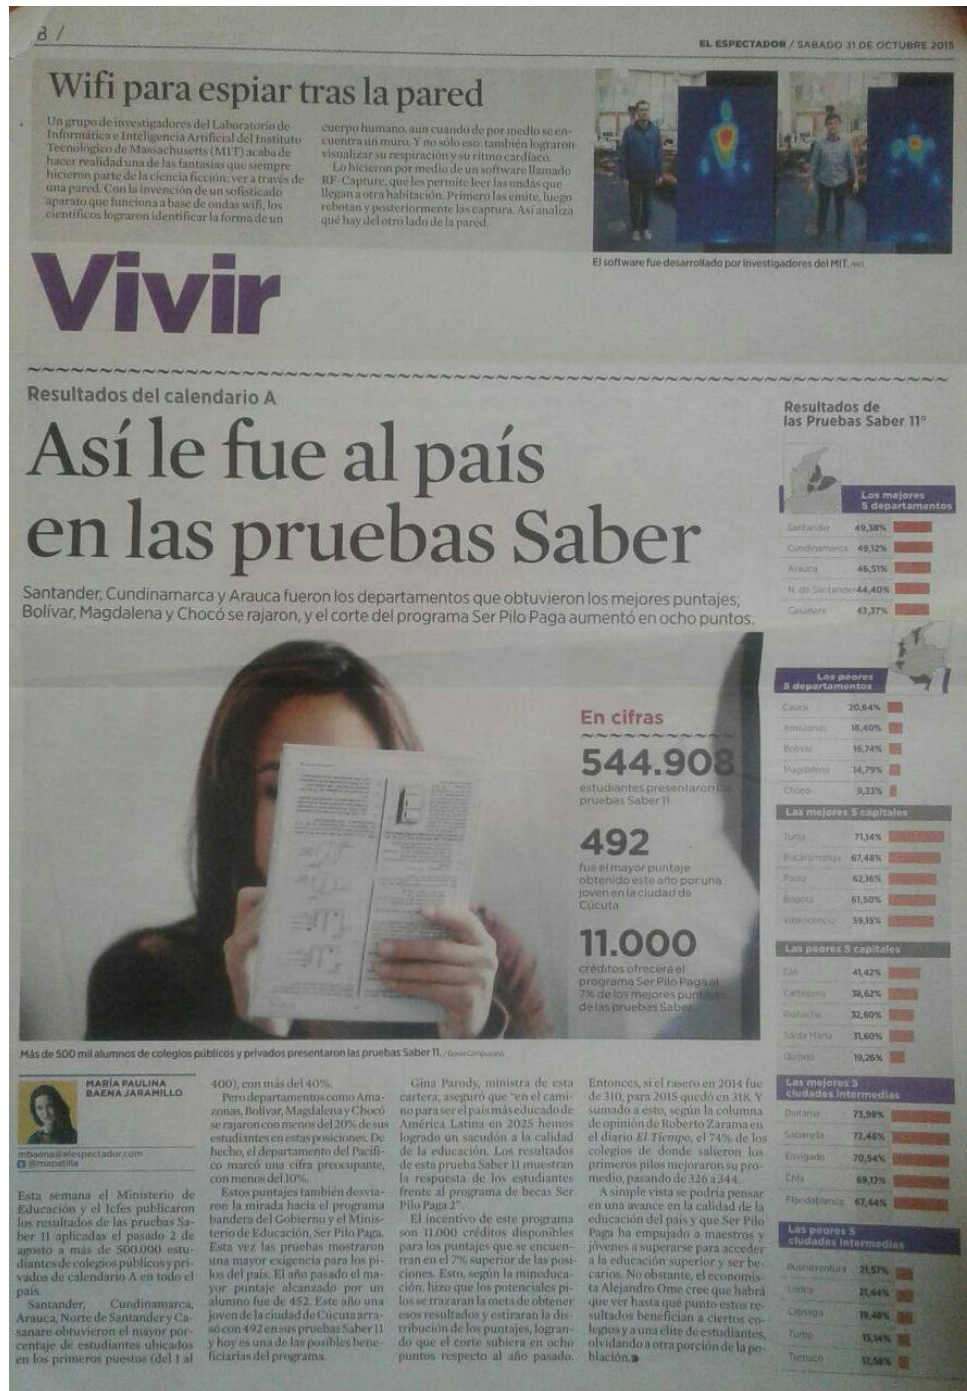 8 /
EL ESPECTADOR / SÁBADO 31 DE OCTUBRE 2015
Wifi para espiar tras la pared
Un grupo de investigadores del Laboratorio de
Informática e Inteligencia Artificial del Instituto
Tecnológico de Massachusetts (MIT) acaba de
hacer realidad una de las fantasías que siempre
hicieron parte de la ciencia ficción: ver a través de
una pared. Con la invención de un sofisticado
aparato que funciona a base de ondas wifi, los
científicos lograron identificar la forma de un
cuerpo humano, aun cuando de por medio se en-
cuentra un muro. Y no sólo eso: también lograron
visualizar su respiración y su ritmo cardíaco.
Lo hicieron por medio de un software llamado
RF-Capture, que les permite leer las ondas que
llegan a otra habitación. Primero las emite, luego
rebotan y posteriormente las captura. Así analiza
qué hay del otro lado de la pared.
El software fue desarrollado por investigadores del MIT.
Vivir
Resultados del calendario A
Así le fue al país
en las pruebas Saber
Santander, Cundinamarca y Arauca fueron los departamentos que obtuvieron los mejores puntajes;
Bolívar, Magdalena y Chocó se rajaron, y el corte del programa Ser Pilo Paga aumentó en ocho puntos.
En cifras
544.908
estudiantes presentaron las
pruebas Saber 11.
492
fue el mayor puntaje
obtenido este año por una
joven en la ciudad de
Cúcuta.
11.000
créditos ofrecerá el
programa Ser Pilo Paga al
7% de los mejores puntajes
de las pruebas Saber.
Más de 500 mil alumnos de colegios públicos y privados presentaron las pruebas Saber 11. / David Campuzano
MARÍA PAULINA
BAENA JARAMILLO
mbaena@elespectador.com
@mapatilla
Esta semana el Ministerio de
Educación y el Icfes publicaron
los resultados de las pruebas Sa-
ber 11 aplicadas el pasado 2 de
agosto a más de 500.000 estu-
diantes de colegios públicos y pri-
vados de calendario A en todo el
país.
Santander, Cundinamarca,
Arauca, Norte de Santander y Ca-
sanare obtuvieron el mayor por-
centaje de estudiantes ubicados
en los primeros puestos (del 1 al
400), con más del 40%.
Pero departamentos como Ama-
zonas, Bolívar, Magdalena y Chocó
se rajaron con menos del 20% de sus
estudiantes en estas posiciones. De
hecho, el departamento del Pacífi-
co marcó una cifra preocupante,
con menos del 10%.
Estos puntajes también desvia-
ron la mirada hacia el programa
bandera del Gobierno y el Minis-
terio de Educación, Ser Pilo Paga.
Esta vez las pruebas mostraron
una mayor exigencia para los pi-
los del país. El año pasado el ma-
yor puntaje alcanzado por un
alumno fue de 452. Este año una
joven de la ciudad de Cúcuta arra-
só con 492 en sus pruebas Saber 11
y hoy es una de las posibles bene-
ficiarias del programa.
Gina Parody, ministra de esta
cartera, aseguró que "en el cami-
no para ser el país más educado de
América Latina en 2025 hemos
logrado un sacudón a la calidad
de la educación. Los resultados
de esta prueba Saber 11 muestran
la respuesta de los estudiantes
frente al programa de becas Ser
Pilo Paga 2".
El incentivo de este programa
son 11.000 créditos disponibles
para los puntajes que se encuen-
tran en el 7% superior de las posi-
ciones. Esto, según la mineduca-
ción, hizo que los potenciales pi-
los se trazaran la meta de obtener
esos resultados y estiraran la dis-
tribución de los puntajes, logran-
do que el corte subiera en ocho
puntos respecto al año pasado.
Entonces, si el rasero en 2014 fue
de 310, para 2015 quedó en 318. Y
sumado a esto, según la columna
de opinión de Roberto Zarama en
el diario El Tiempo, el 74% de los
colegios de donde salieron los
primeros pilos mejoraron su pro-
medio, pasando de 326 a 344.
A simple vista se podría pensar
en una avance en la calidad de la
educación del país y que Ser Pilo
Paga ha empujado a maestros y
jóvenes a superarse para acceder
a la educación superior y ser be-
carios. No obstante, el economis-
ta Alejandro Ome cree que habrá
que ver hasta qué punto estos re-
sultados benefician a ciertos co-
legios y a una élite de estudiantes,
olvidando a otra porción de la po-
blación.
Resultados de
las Pruebas Saber 11°
Los mejores
5 departamentos
Santander 49,38%
Cundinamarca 49,12%
Arauca 46,51%
N. de Santander 44,40%
Casanare 43,37%
Los peores
5 departamentos
Cauca 20,64%
Amazonas 18,40%
Bolívar 16,74%
Magdalena 14,79%
Chocó 9,33%
Las mejores 5 capitales
Tunja 71,14%
Bucaramanga 67,48%
Pasto 62,16%
Bogotá 61,50%
Villavicencio 59,15%
Las peores 5 capitales
Cali 41,42%
Cartagena 38,62%
Riohacha 32,60%
Santa Marta 31,60%
Quibdó 19,26%
Las mejores 5
ciudades intermedias
Duitama 73,98%
Sabaneta 72,46%
Envigado 70,54%
Chía 69,17%
Floridablanca 67,44%
Las peores 5
ciudades intermedias
Buenaventura 21,57%
Lorica 21,44%
Ciénaga 19,40%
Turbo 15,14%
Tumaco 12,58%